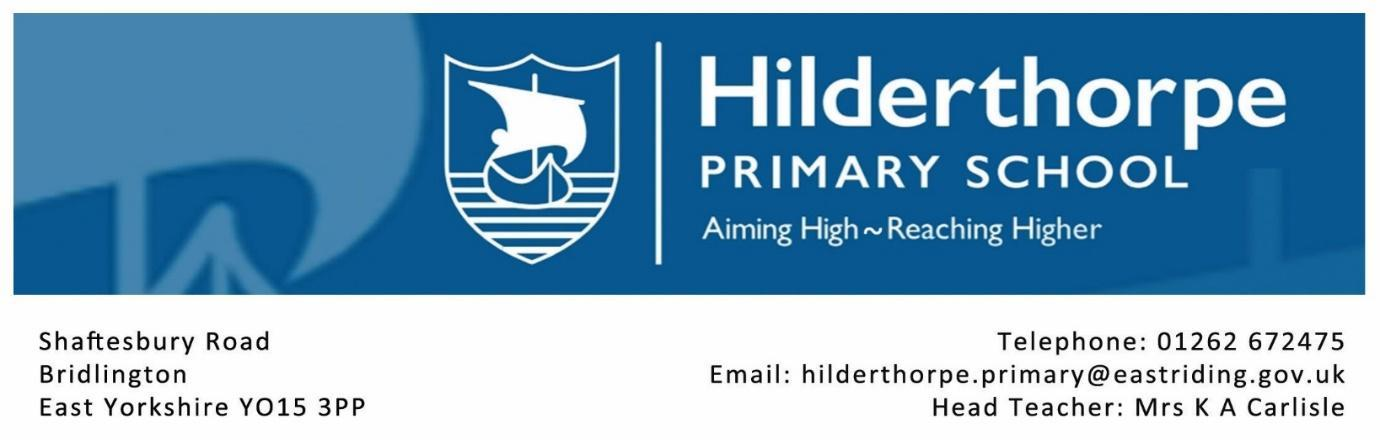 Hilderthorpe
PRIMARY SCHOOL
Aiming High~Reaching Higher
Shaftesbury Road
Bridlington
East Yorkshire YO15 3PP
Telephone: 01262 672475
Email: hilderthorpe.primary@eastriding.gov.uk
Head Teacher: Mrs K A Carlisle